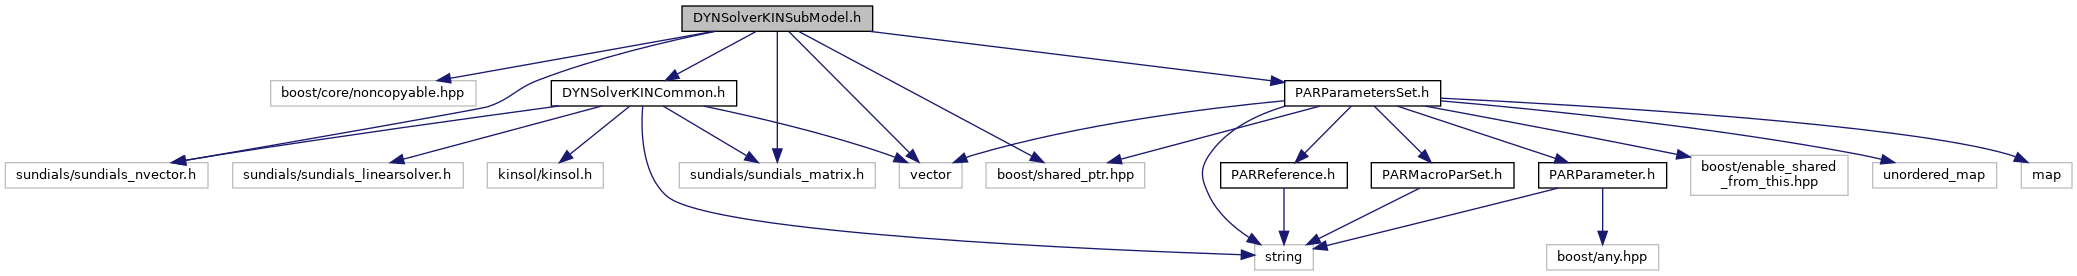 DYNSolverKINSubModel.h
boost/core/noncopyable.hpp
DYNSolverKINCommon.h
PARParametersSet.h
sundials/sundials_nvector.h
sundials/sundials_linearsolver.h
kinsol/kinsol.h
sundials/sundials_matrix.h
vector
boost/shared_ptr.hpp
PARReference.h
PARMacroParSet.h
PARParameter.h
boost/enable_shared
_from_this.hpp
unordered_map
map
string
boost/any.hpp